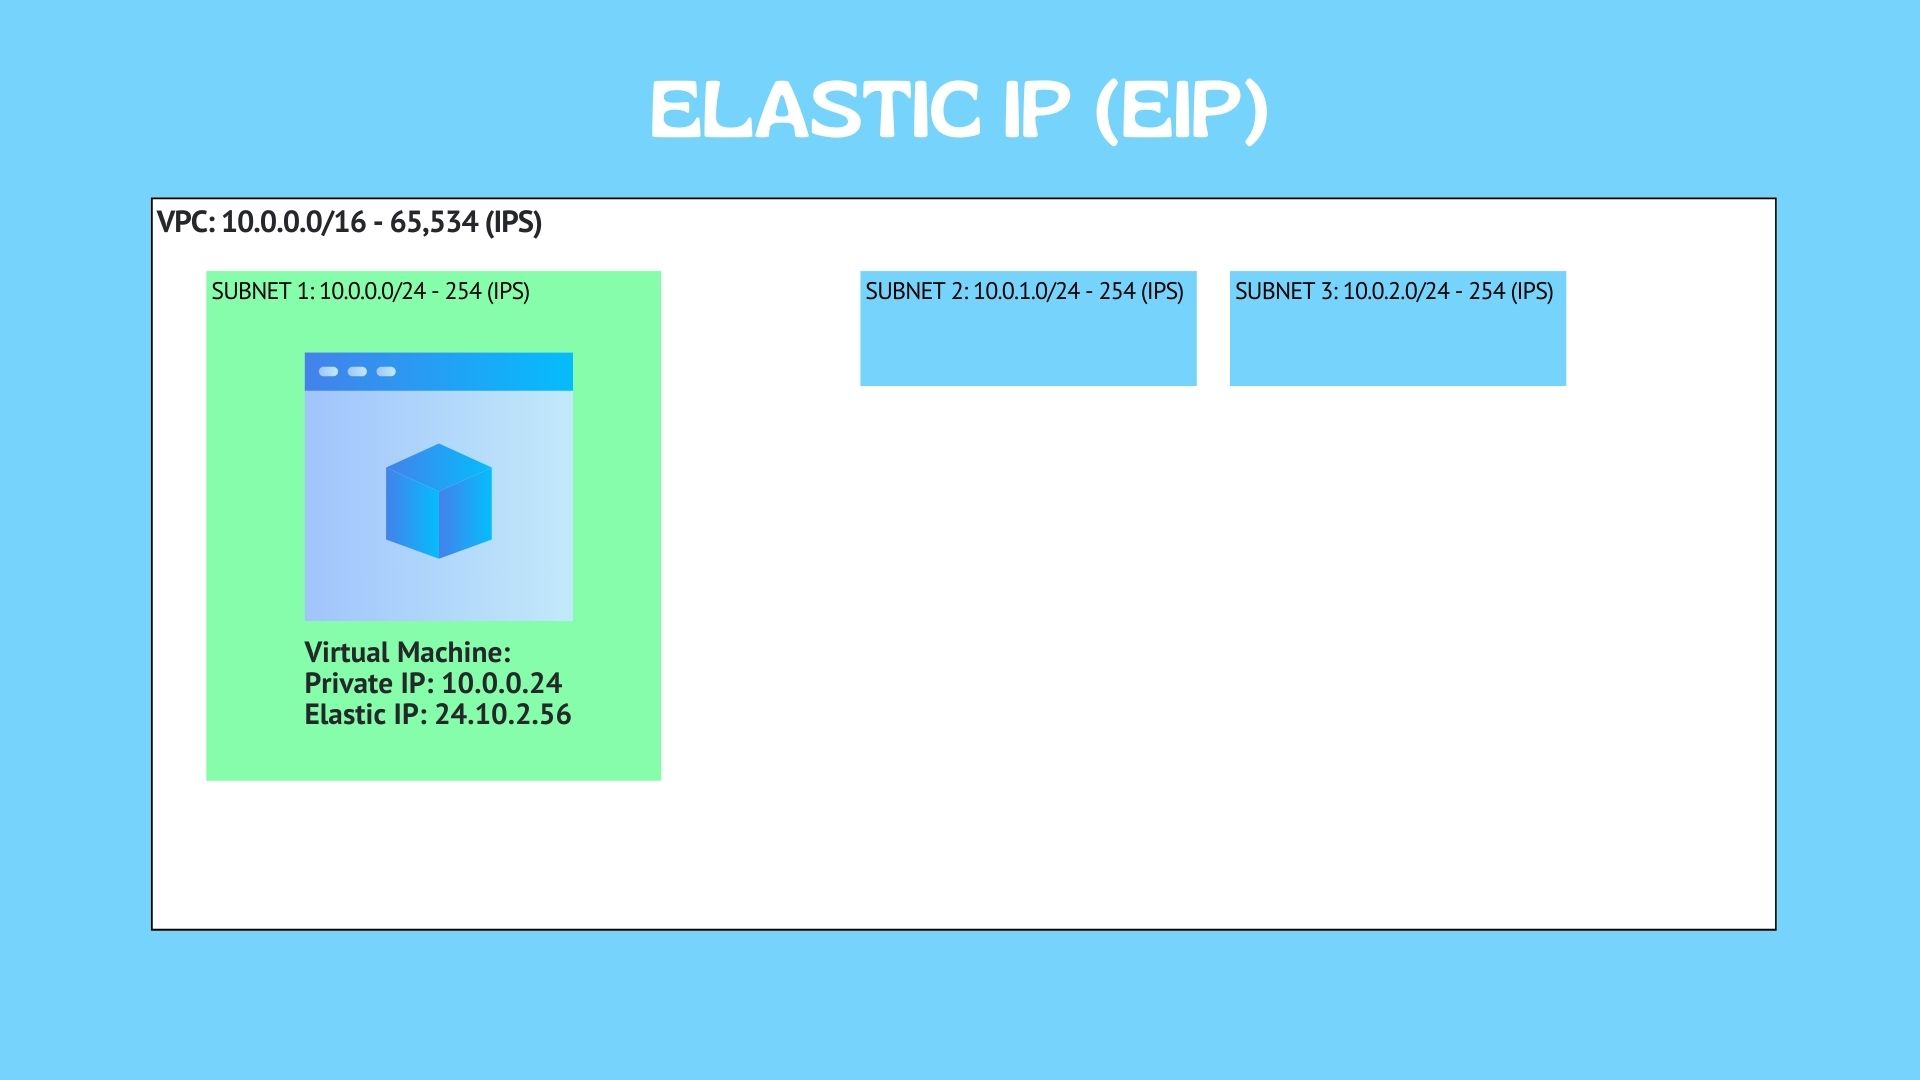 ELASTIC IP (EIP)
VPC: 10.0.0.0/16 - 65,534 (IPS)
SUBNET 1: 10.0.0.0/24 - 254 (IPS)
SUBNET 2: 10.0.1.0/24 - 254 (IPS)
SUBNET 3: 10.0.2.0/24 - 254 (IPS)
Virtual Machine:
Private IP: 10.0.0.24
Elastic IP: 24.10.2.56